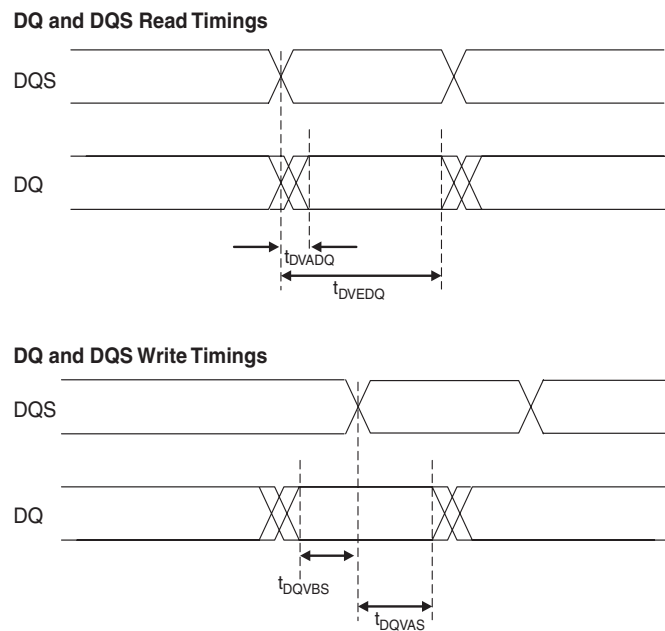 DQ and DQS Read Timings
DQS
DQ
tDVADQ
tDVEDQ
DQ and DQS Write Timings
DQS
DQ
tDQVBS
tDQVAS